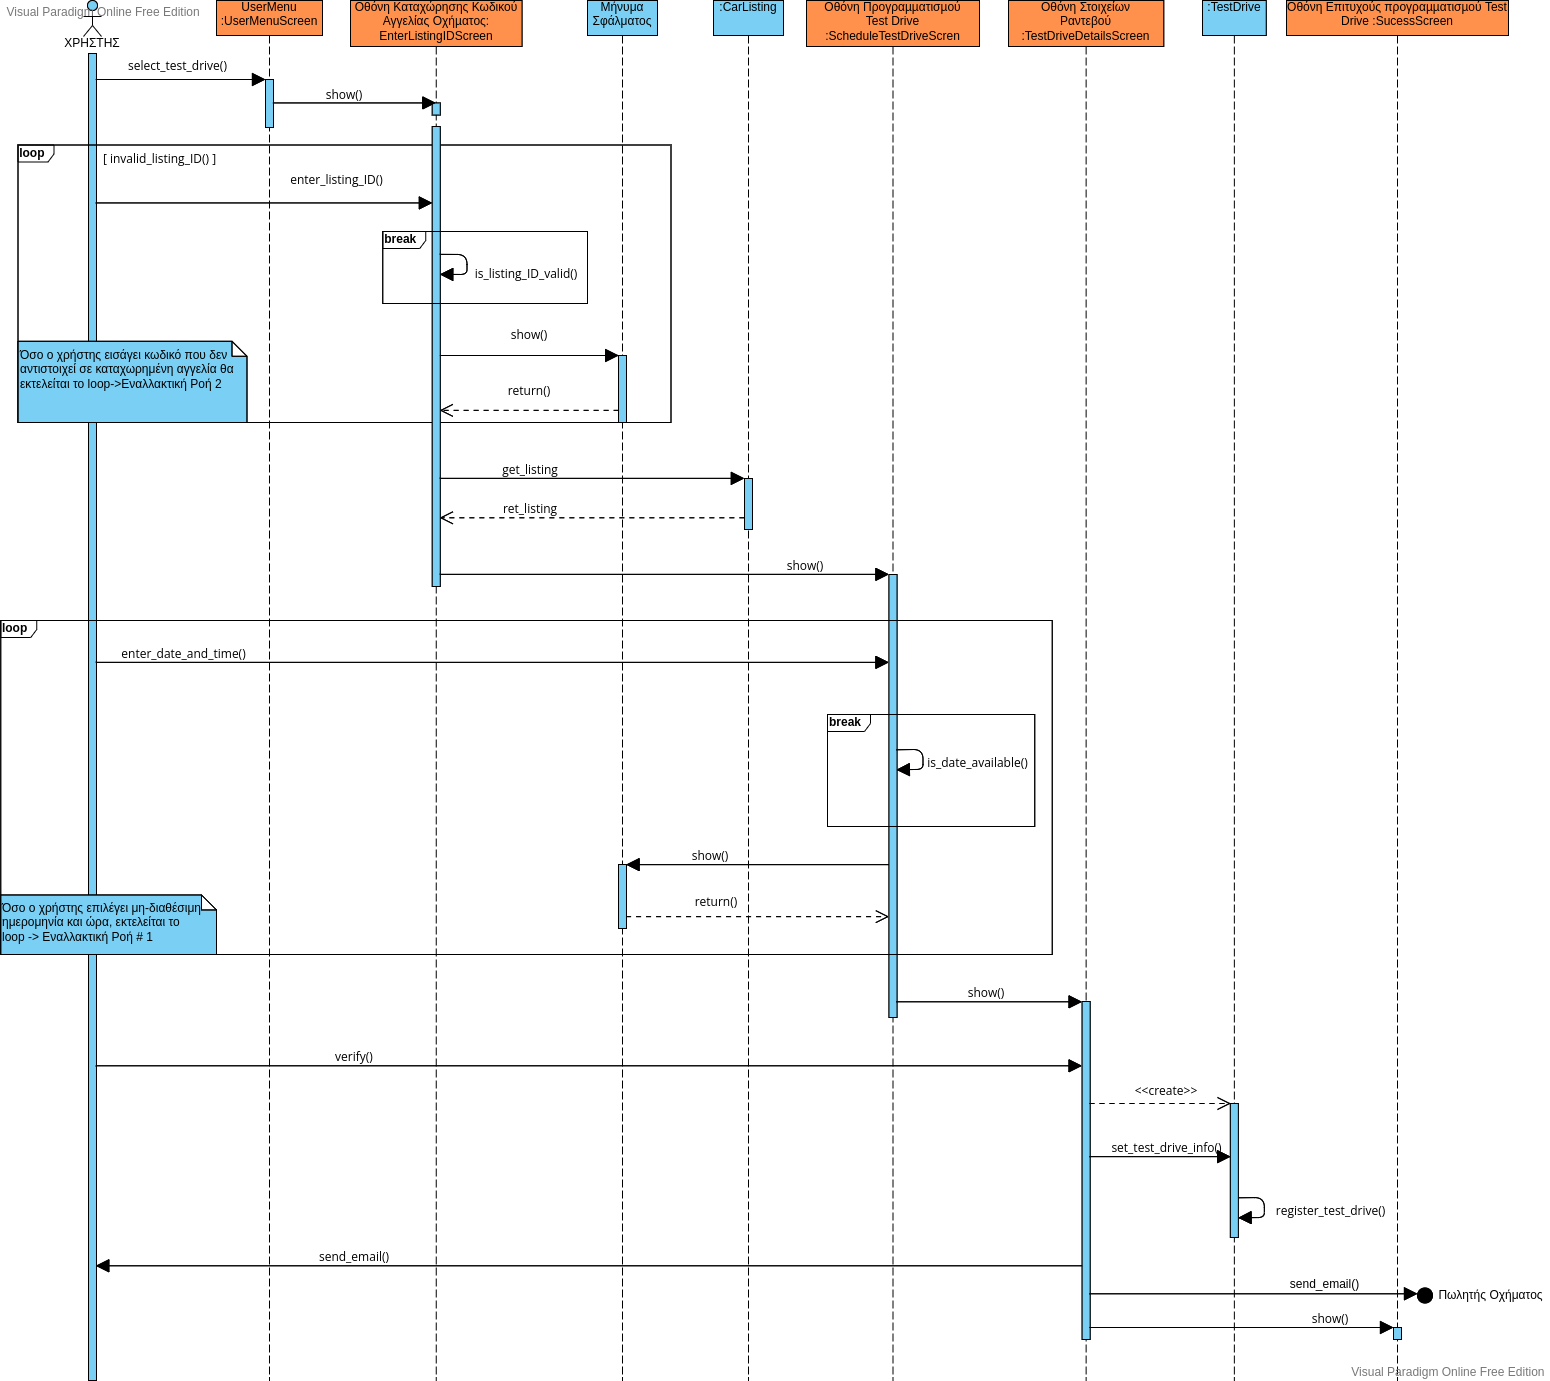 Visual Paradigm Online Free Edition
ΧΡΗΣΤΗΣ
UserMenu
:UserMenuScreen
Οθόνη Καταχώρησης Κωδικού
Αγγελίας Οχήματος:
EnterListingIDScreen
Μήνυμα
Σφάλματος
:CarListing
Οθόνη Προγραμματισμού
Test Drive
:ScheduleTestDriveScren
Οθόνη Στοιχείων
Ραντεβού
:TestDriveDetailsScreen
:TestDrive
Οθόνη Επιτυχούς προγραμματισμού Test
Drive :SucessScreen
select_test_drive()
show()
loop
[ invalid_listing_ID() ]
enter_listing_ID()
break
is_listing_ID_valid()
show()
Όσο ο χρήστης εισάγει κωδικό που δεν
αντιστοιχεί σε καταχωρημένη αγγελία θα
εκτελείται το loop->Εναλλακτική Ροή 2
return()
get_listing
ret_listing
show()
loop
enter_date_and_time()
break
is_date_available()
show()
return()
Όσο ο χρήστης επιλέγει μη-διαθέσιμη
ημερομηνία και ώρα, εκτελείται το
loop -> Εναλλακτική Ροή # 1
show()
verify()
<<create>>
set_test_drive_info()
register_test_drive()
send_email()
send_email()
Πωλητής Οχήματος
show()
Visual Paradigm Online Free Edition